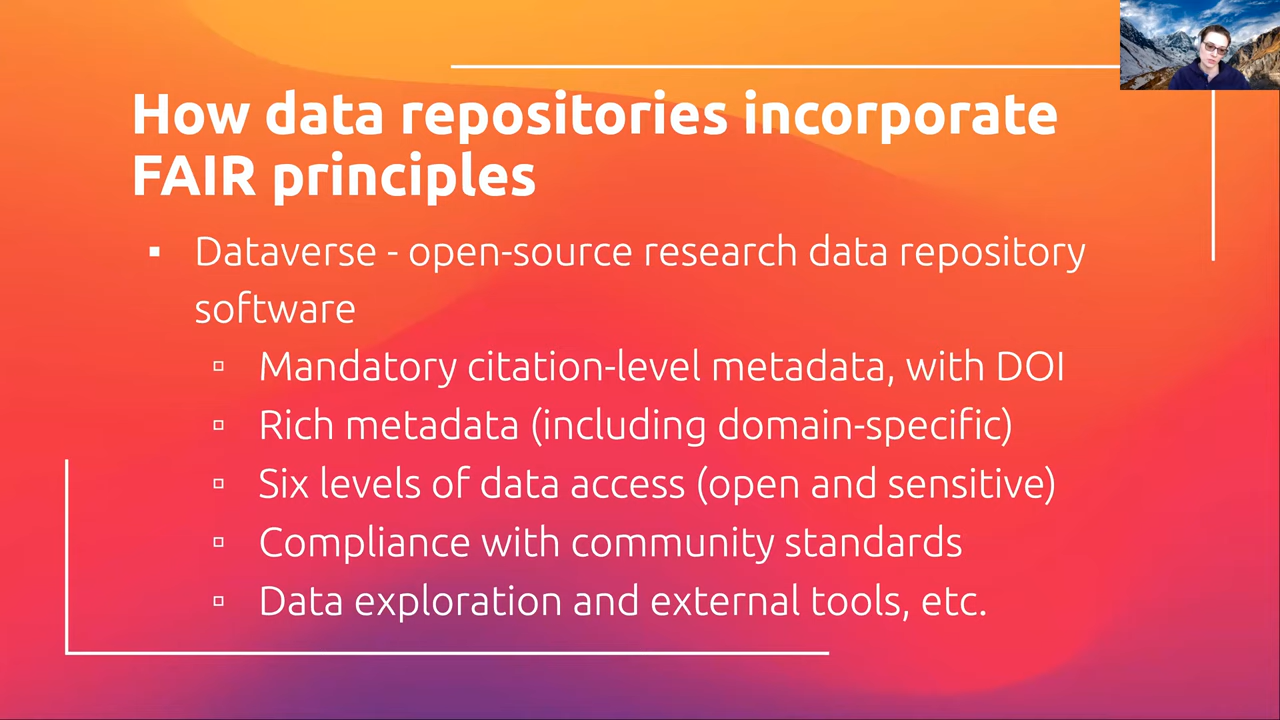 How data repositories incorporate
FAIR principles
▪ Dataverse - open-source research data repository
software
▫ Mandatory citation-level metadata, with DOI
▫ Rich metadata (including domain-specific)
▫ Six levels of data access (open and sensitive)
▫ Compliance with community standards
▫ Data exploration and external tools, etc.